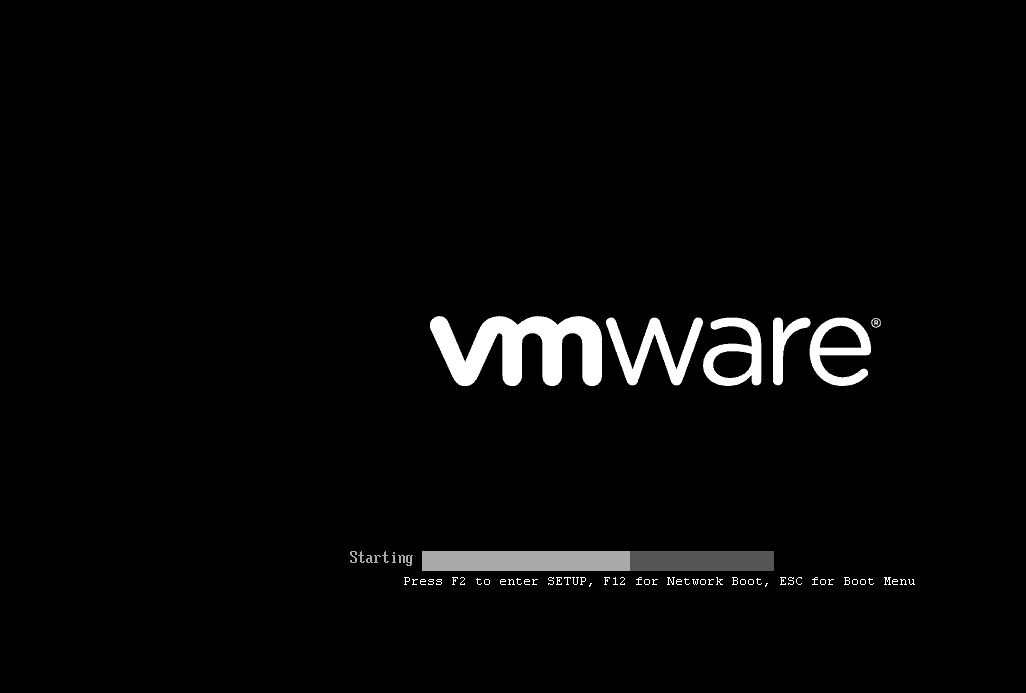 vmware®
Starting
Press F2 to enter SETUP, F12 for Network Boot, ESC for Boot Menu